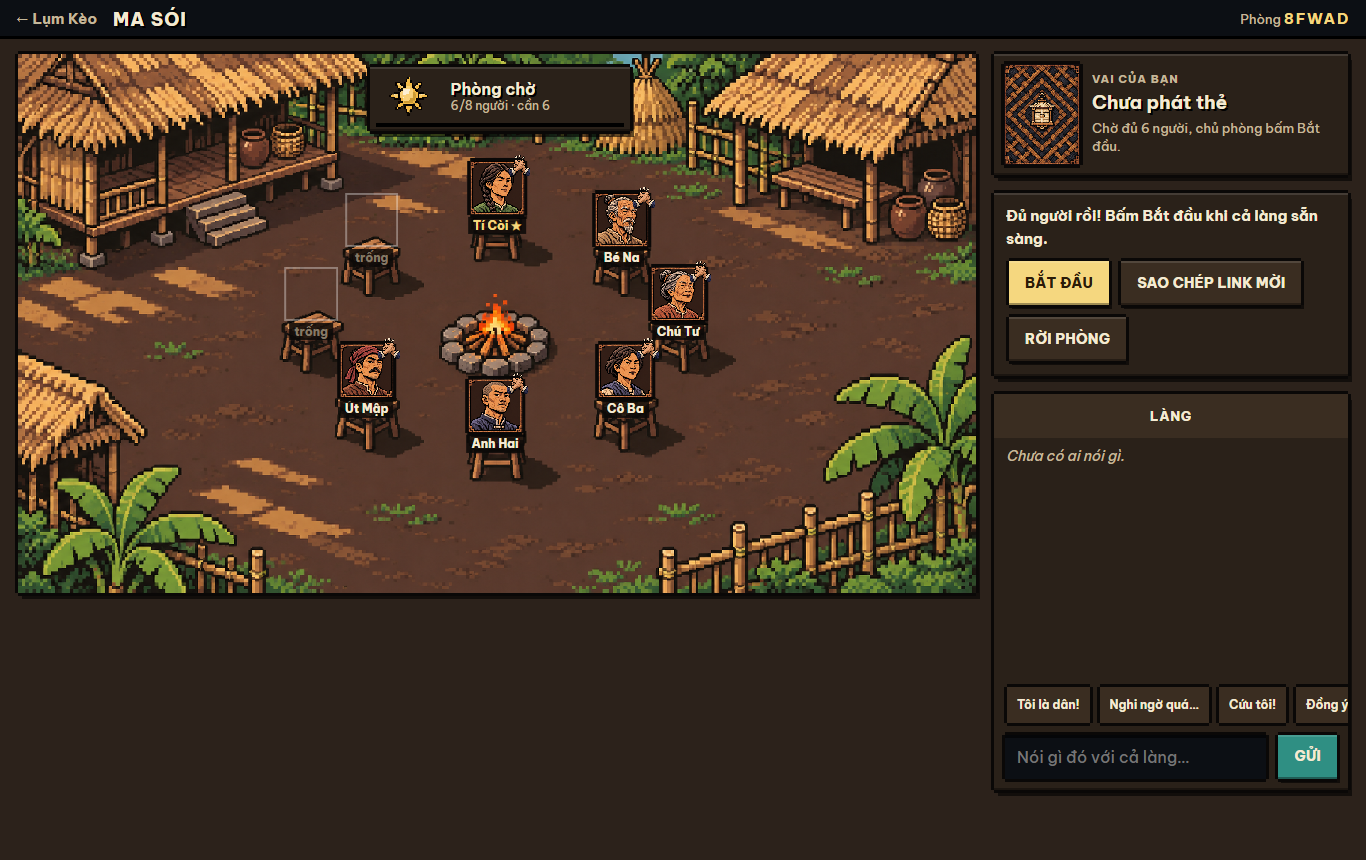 ← Lụm Kèo
MA SÓI
Phòng 8FWAD
Phòng chờ
6/8 người · cần 6
Tí Còi ★
Bé Na
trống
Chú Tư
trống
Út Mập
Cô Ba
Anh Hai
VAI CỦA BẠN
Chưa phát thẻ
Chờ đủ 6 người, chủ phòng bấm Bắt
đầu.
Đủ người rồi! Bấm Bắt đầu khi cả làng sẵn
sàng.
BẮT ĐẦU
SAO CHÉP LINK MỜI
RỜI PHÒNG
LÀNG
Chưa có ai nói gì.
Tôi là dân!
Nghi ngờ quá...
Cứu tôi!
Đồng ý
Nói gì đó với cả làng...
GỬI